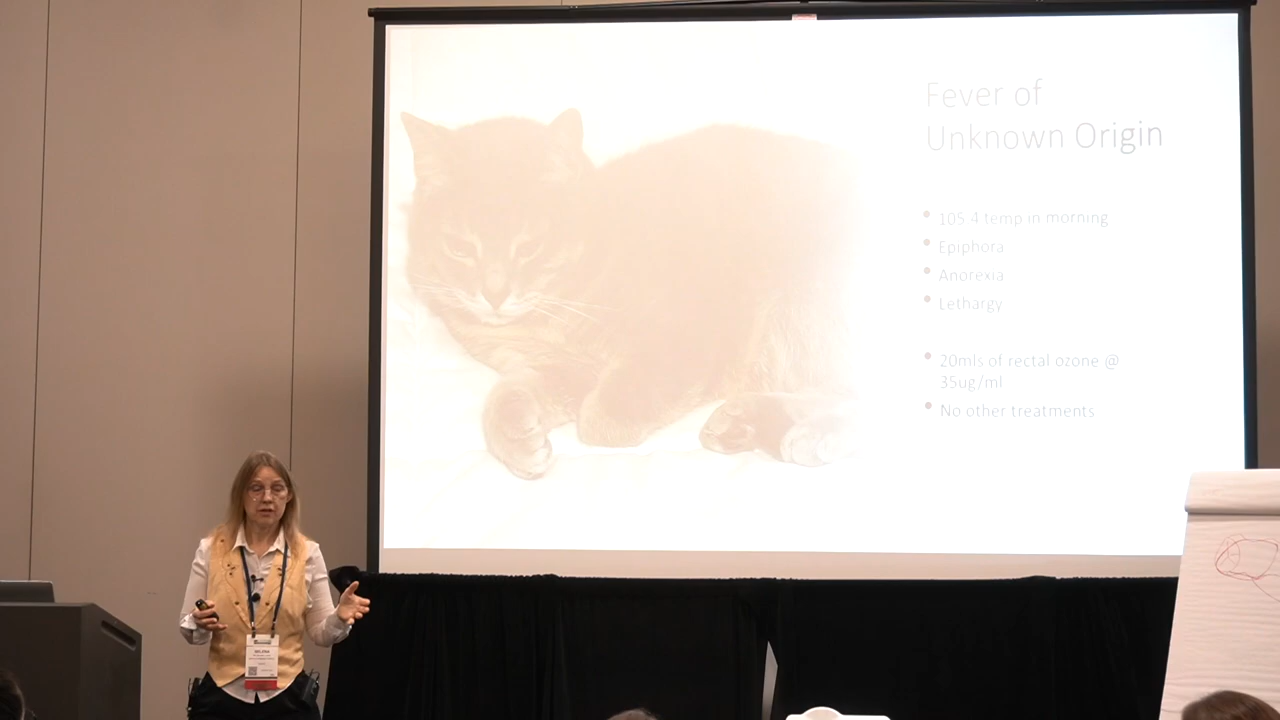 Fever of
Unknown Origin
• 105.4 temp in morning
• Epiphora
• Anorexia
• Lethargy
• 20mls of rectal ozone @
35ug/ml
• No other treatments